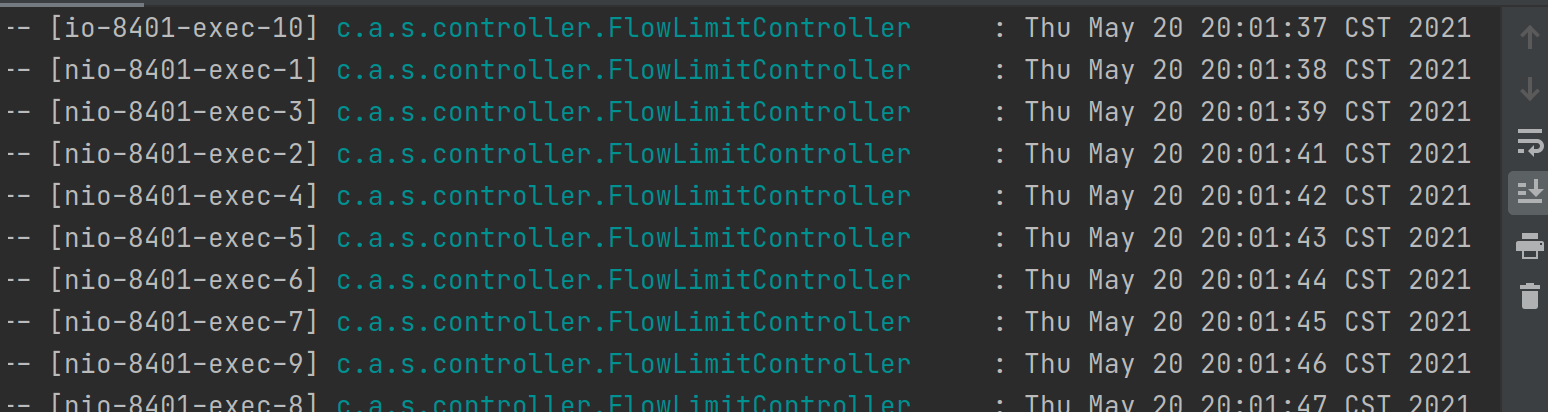 -- [io-8401-exec-10] c.a.s.controller.FlowLimitController : Thu May 20 20:01:37 CST 2021
-- [nio-8401-exec-1] c.a.s.controller.FlowLimitController : Thu May 20 20:01:38 CST 2021
-- [nio-8401-exec-3] c.a.s.controller.FlowLimitController : Thu May 20 20:01:39 CST 2021
-- [nio-8401-exec-2] c.a.s.controller.FlowLimitController : Thu May 20 20:01:41 CST 2021
-- [nio-8401-exec-4] c.a.s.controller.FlowLimitController : Thu May 20 20:01:42 CST 2021
-- [nio-8401-exec-5] c.a.s.controller.FlowLimitController : Thu May 20 20:01:43 CST 2021
-- [nio-8401-exec-6] c.a.s.controller.FlowLimitController : Thu May 20 20:01:44 CST 2021
-- [nio-8401-exec-7] c.a.s.controller.FlowLimitController : Thu May 20 20:01:45 CST 2021
-- [nio-8401-exec-9] c.a.s.controller.FlowLimitController : Thu May 20 20:01:46 CST 2021
-- [nio-8401-exec-8] c.a.s.controller.FlowLimitController : Thu May 20 20:01:47 CST 2021